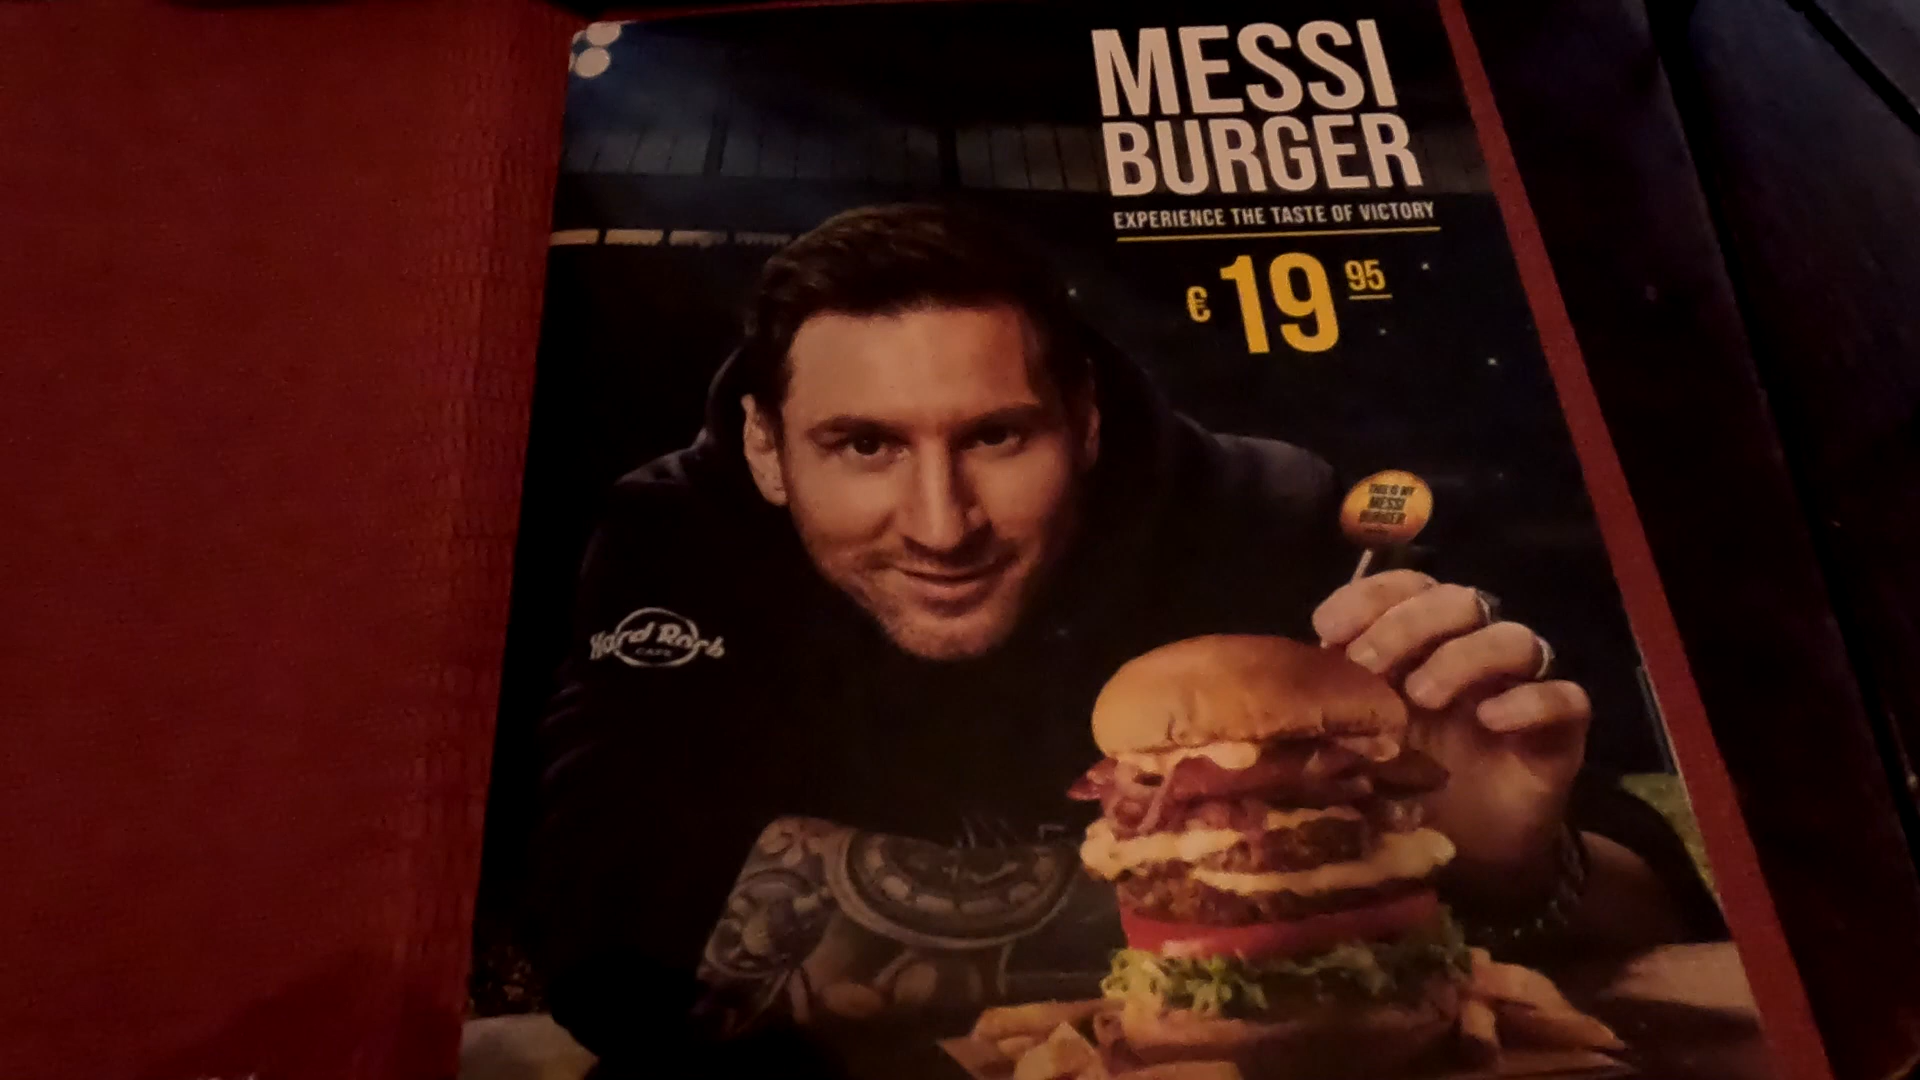 MESSI
BURGER
EXPERIENCE THE TASTE OF VICTORY
€ 19 95
THIS IS MY
MESSI
BURGER
Hard Rock
CAFE